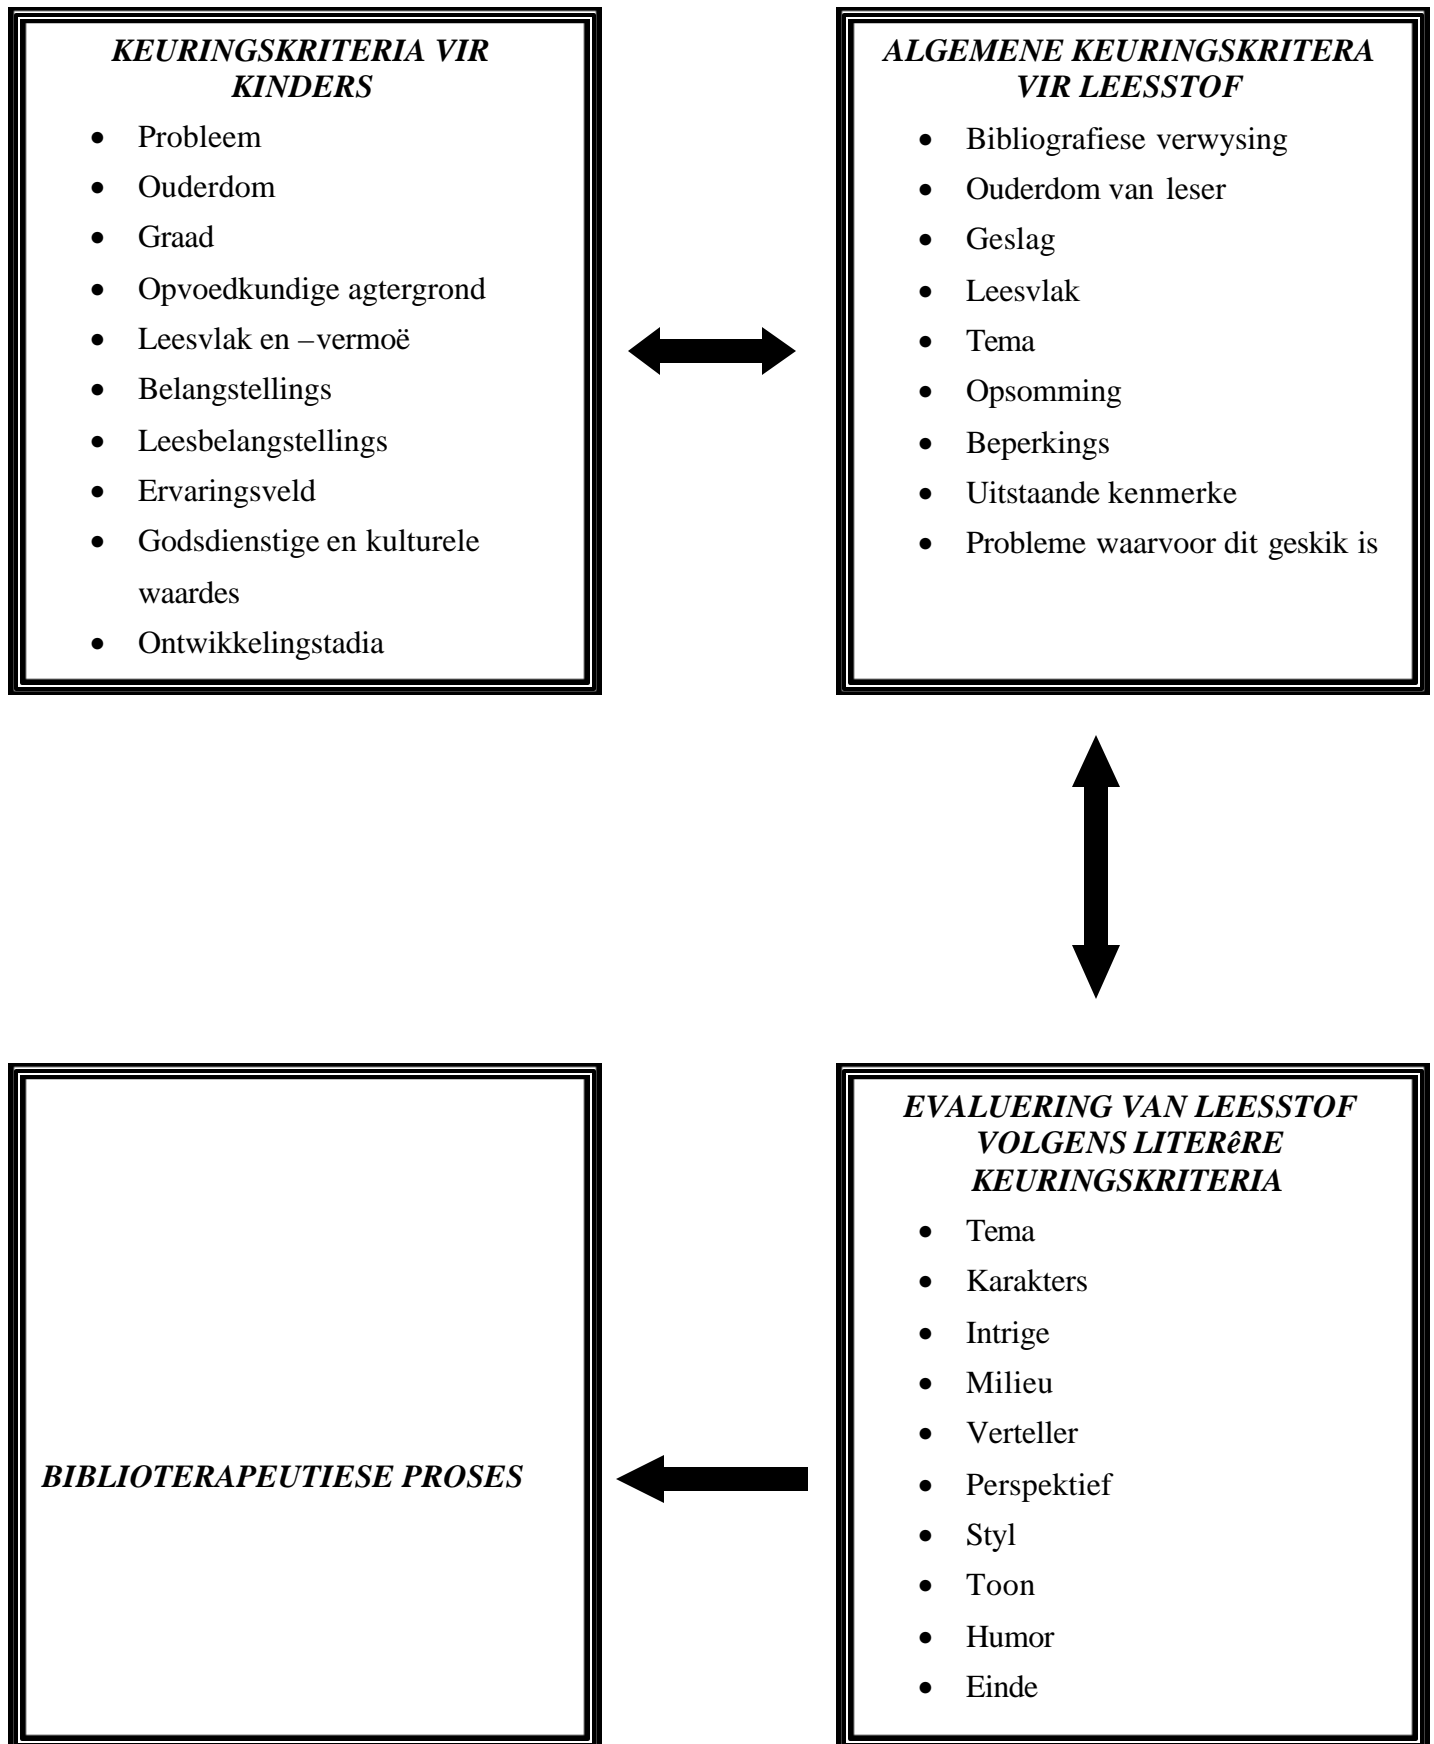 KEURINGSKRITERIA VIR
KINDERS
• Probleem
• Ouderdom
• Graad
• Opvoedkundige agtergrond
• Leesvlak en –vermoë
• Belangstellings
• Leesbelangstellings
• Ervaringsveld
• Godsdienstige en kulturele
waardes
• Ontwikkelingstadia
ALGEMENE KEURINGSKRITERA
VIR LEESSTOF
• Bibliografiese verwysing
• Ouderdom van leser
• Geslag
• Leesvlak
• Tema
• Opsomming
• Beperkings
• Uitstaande kenmerke
• Probleme waarvoor dit geskik is
BIBLIOTERAPEUTIESE PROSES
EVALUERING VAN LEESSTOF
VOLGENS LITERêRE
KEURINGSKRITERIA
• Tema
• Karakters
• Intrige
• Milieu
• Verteller
• Perspektief
• Styl
• Toon
• Humor
• Einde